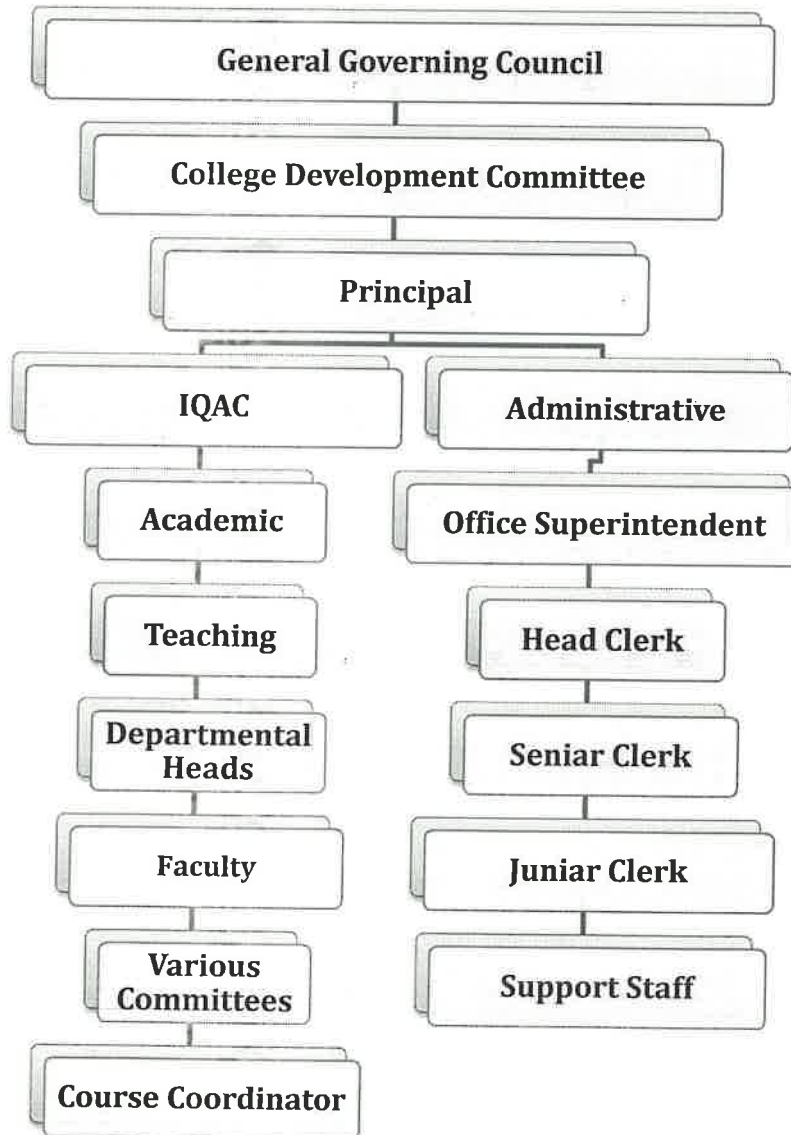 General Governing Council
College Development Committee
Principal
IQAC
Administrative
Academic
Office Superintendent
Teaching
Head Clerk
Departmental
Heads
Seniar Clerk
Faculty
Juniar Clerk
Various
Committees
Support Staff
Course Coordinator